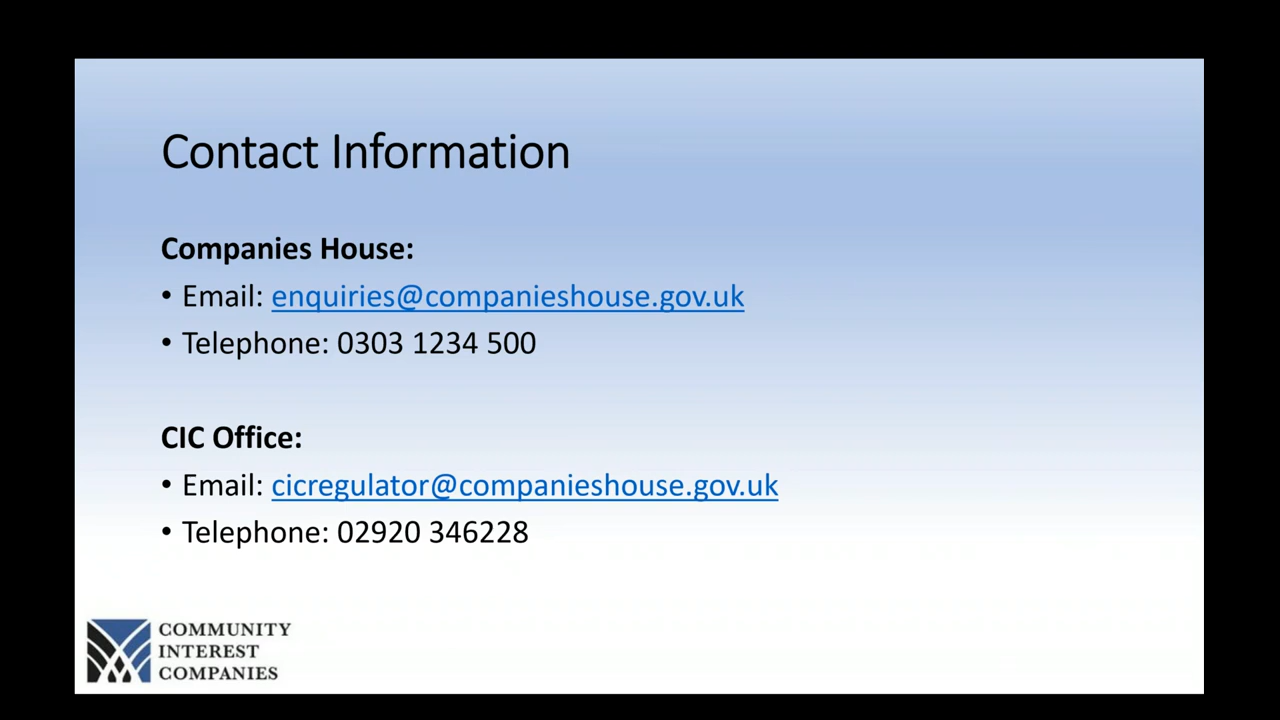 Contact Information
Companies House:
• Email: enquiries@companieshouse.gov.uk
• Telephone: 0303 1234 500
CIC Office:
• Email: cicregulator@companieshouse.gov.uk
• Telephone: 02920 346228
COMMUNITY
INTEREST
COMPANIES